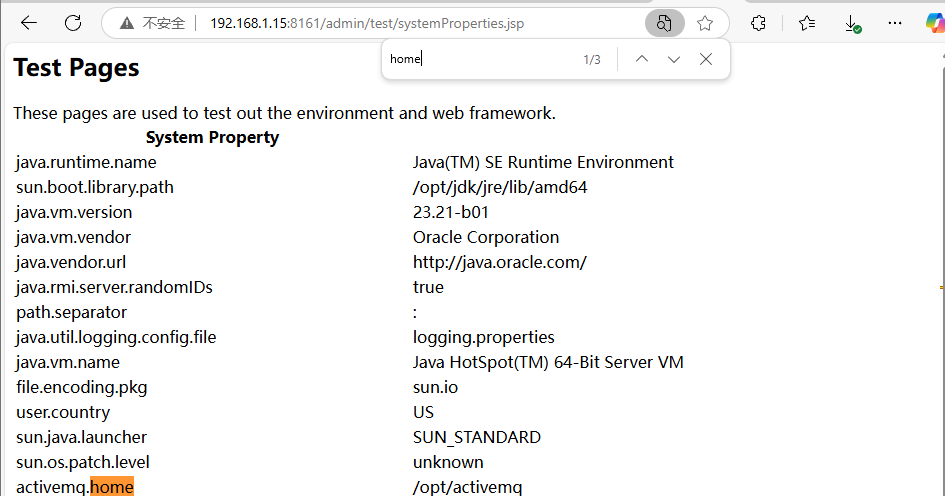 不安全 192.168.1.15:8161/admin/test/systemProperties.jsp
home 1/3
Test Pages
These pages are used to test out the environment and web framework.
System Property
java.runtime.name Java(TM) SE Runtime Environment
sun.boot.library.path /opt/jdk/jre/lib/amd64
java.vm.version 23.21-b01
java.vm.vendor Oracle Corporation
java.vendor.url http://java.oracle.com/
java.rmi.server.randomIDs true
path.separator :
java.util.logging.config.file logging.properties
java.vm.name Java HotSpot(TM) 64-Bit Server VM
file.encoding.pkg sun.io
user.country US
sun.java.launcher SUN_STANDARD
sun.os.patch.level unknown
activemq.home /opt/activemq